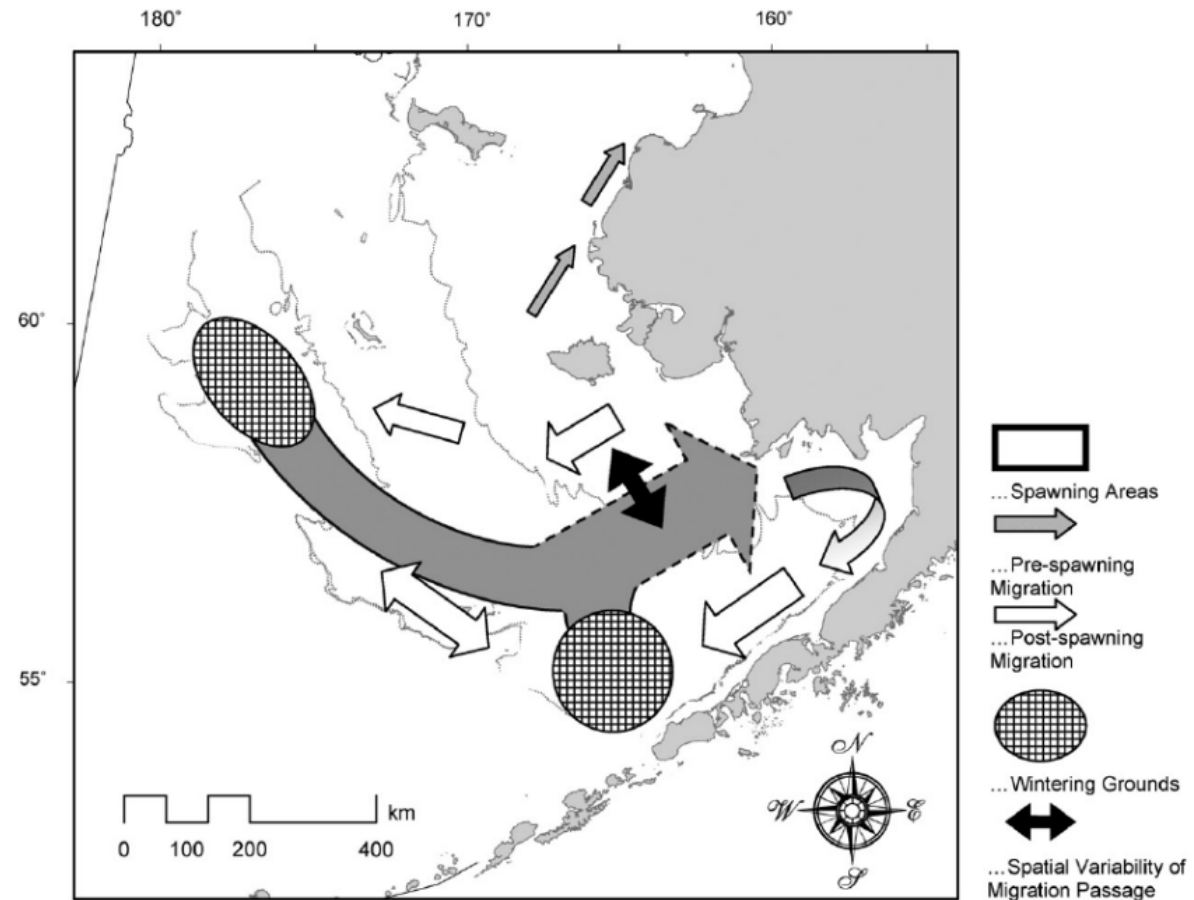 180° 170° 160°
60°
55°
N
W E
S
km
0 100 200 400
...Spawning Areas
...Pre-spawning
Migration
...Post-spawning
Migration
...Wintering Grounds
...Spatial Variability of
Migration Passage